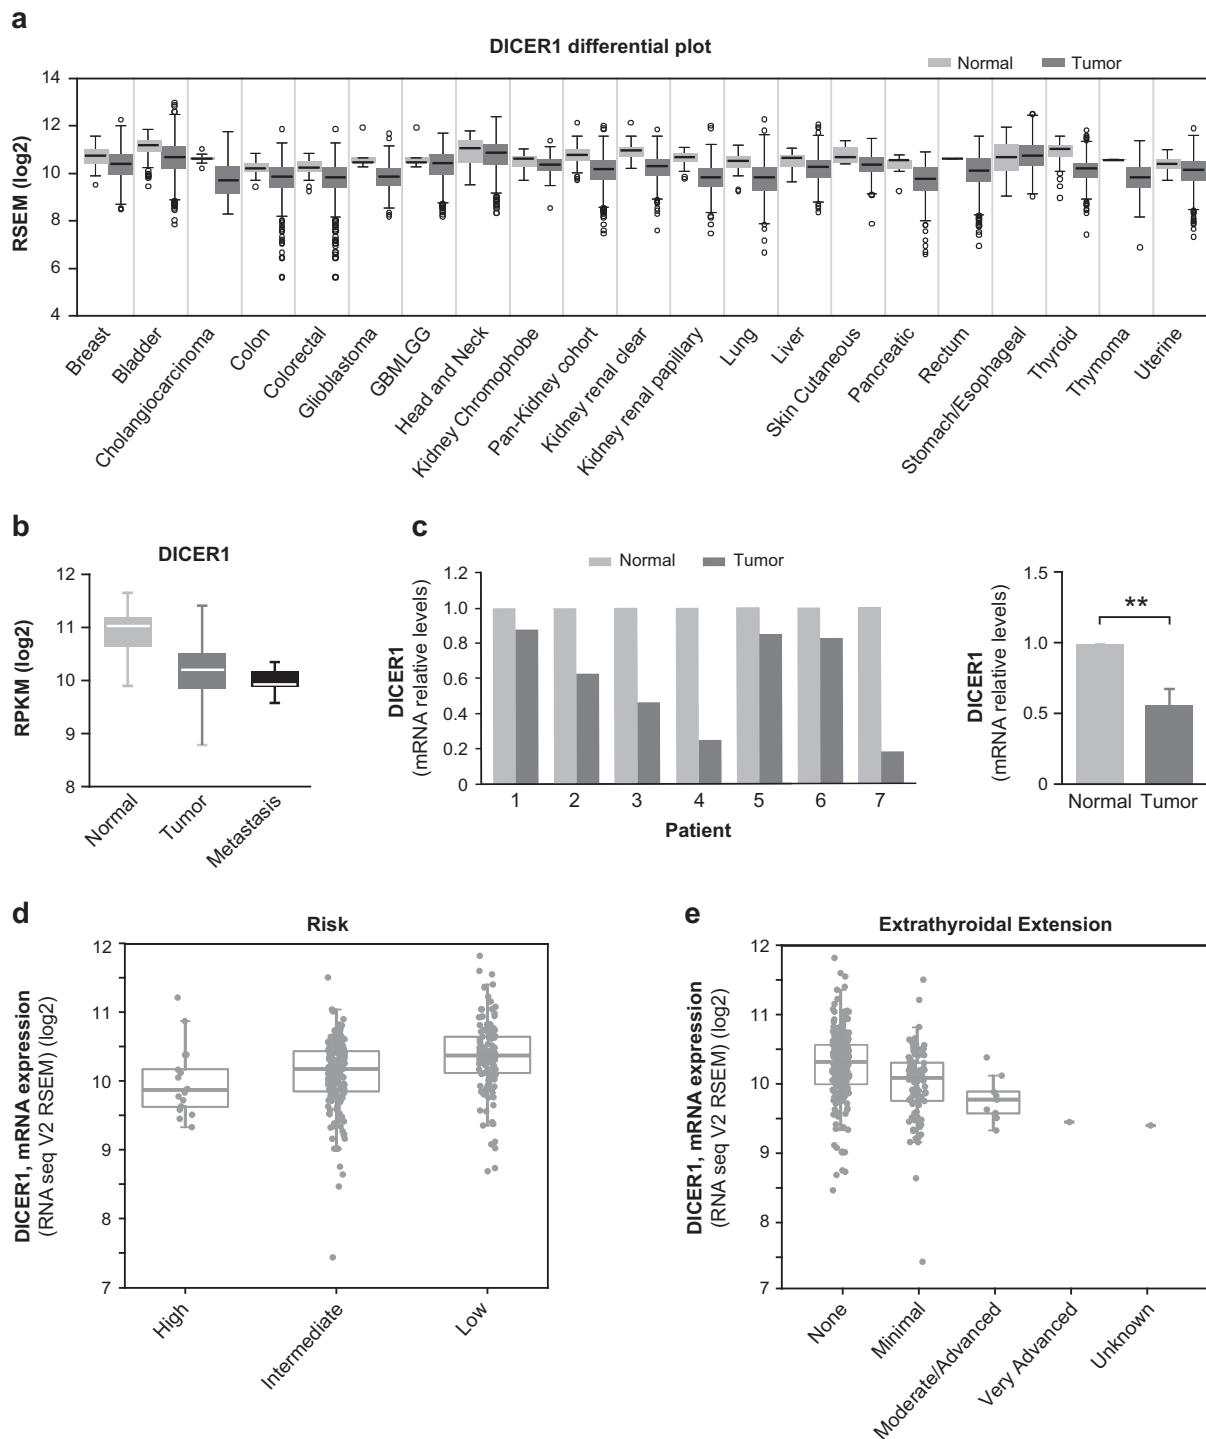 a
DICER1 differential plot
Normal Tumor
RSEM (log2)
14
12
10
8
6
4
Breast
Bladder
Cholangiocarcinoma
Colon
Colorectal
Glioblastoma
GBMLGG
Head and Neck
Kidney Chromophobe
Pan-Kidney cohort
Kidney renal clear
Kidney renal papillary
Lung
Liver
Skin Cutaneous
Pancreatic
Rectum
Stomach/Esophageal
Thyroid
Thymoma
Uterine
b
DICER1
RPKM (log2)
12
11
10
9
8
Normal
Tumor
Metastasis
c
Normal Tumor
DICER1
(mRNA relative levels)
1.2
1.0
0.8
0.6
0.4
0.2
0
1 2 3 4 5 6 7
Patient
DICER1
(mRNA relative levels)
1.5
1.0
0.5
0
**
Normal Tumor
d
Risk
DICER1, mRNA expression
(RNA seq V2 RSEM) (log2)
12
11
10
9
8
7
High
Intermediate
Low
e
Extrathyroidal Extension
DICER1, mRNA expression
(RNA seq V2 RSEM) (log2)
12
11
10
9
8
7
None
Minimal
Moderate/Advanced
Very Advanced
Unknown